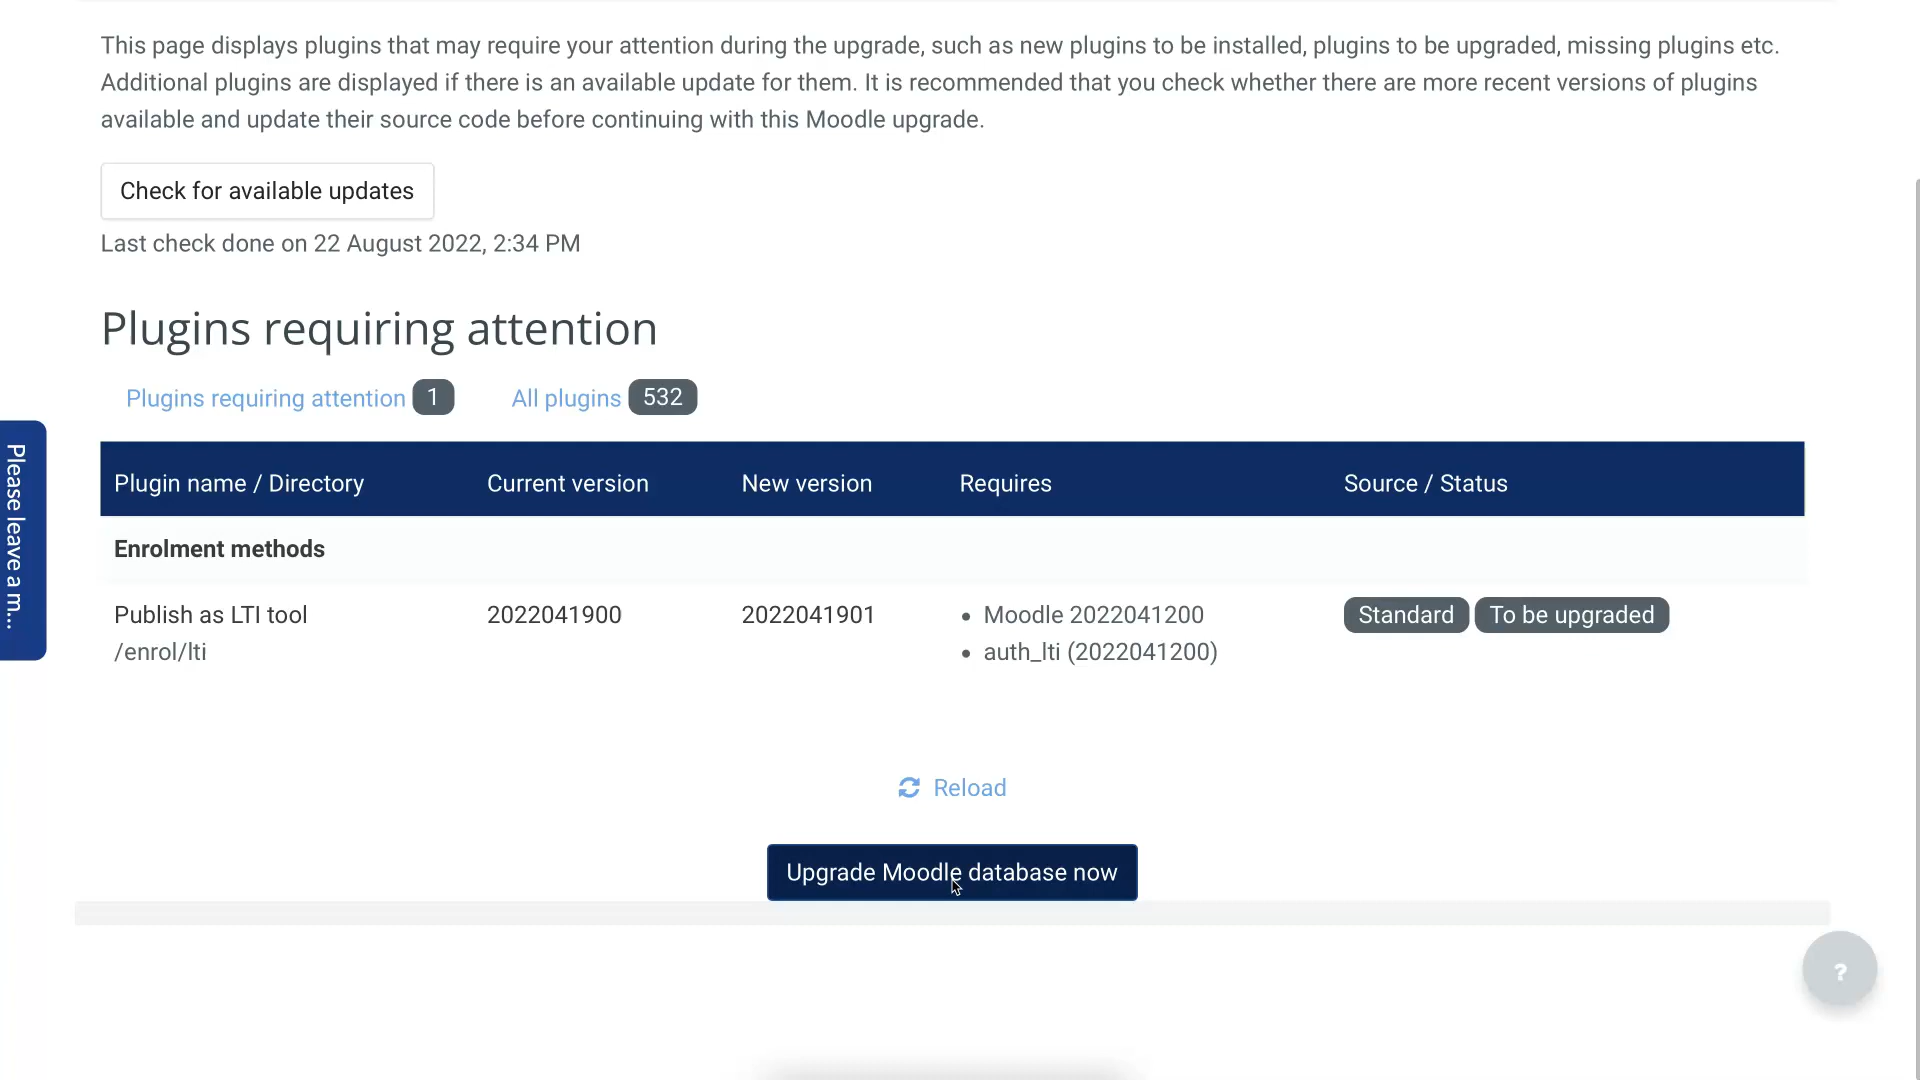 This page displays plugins that may require your attention during the upgrade, such as new plugins to be installed, plugins to be upgraded, missing plugins etc.
Additional plugins are displayed if there is an available update for them. It is recommended that you check whether there are more recent versions of plugins
available and update their source code before continuing with this Moodle upgrade.
Check for available updates
Last check done on 22 August 2022, 2:34 PM
Plugins requiring attention
Plugins requiring attention 1 All plugins 532
Plugin name / Directory Current version New version Requires Source / Status
Enrolment methods
Publish as LTI tool 2022041900 2022041901 • Moodle 2022041200 Standard To be upgraded
/enrol/lti • auth_lti (2022041200)
Please leave a m...
Reload
Upgrade Moodle database now
?